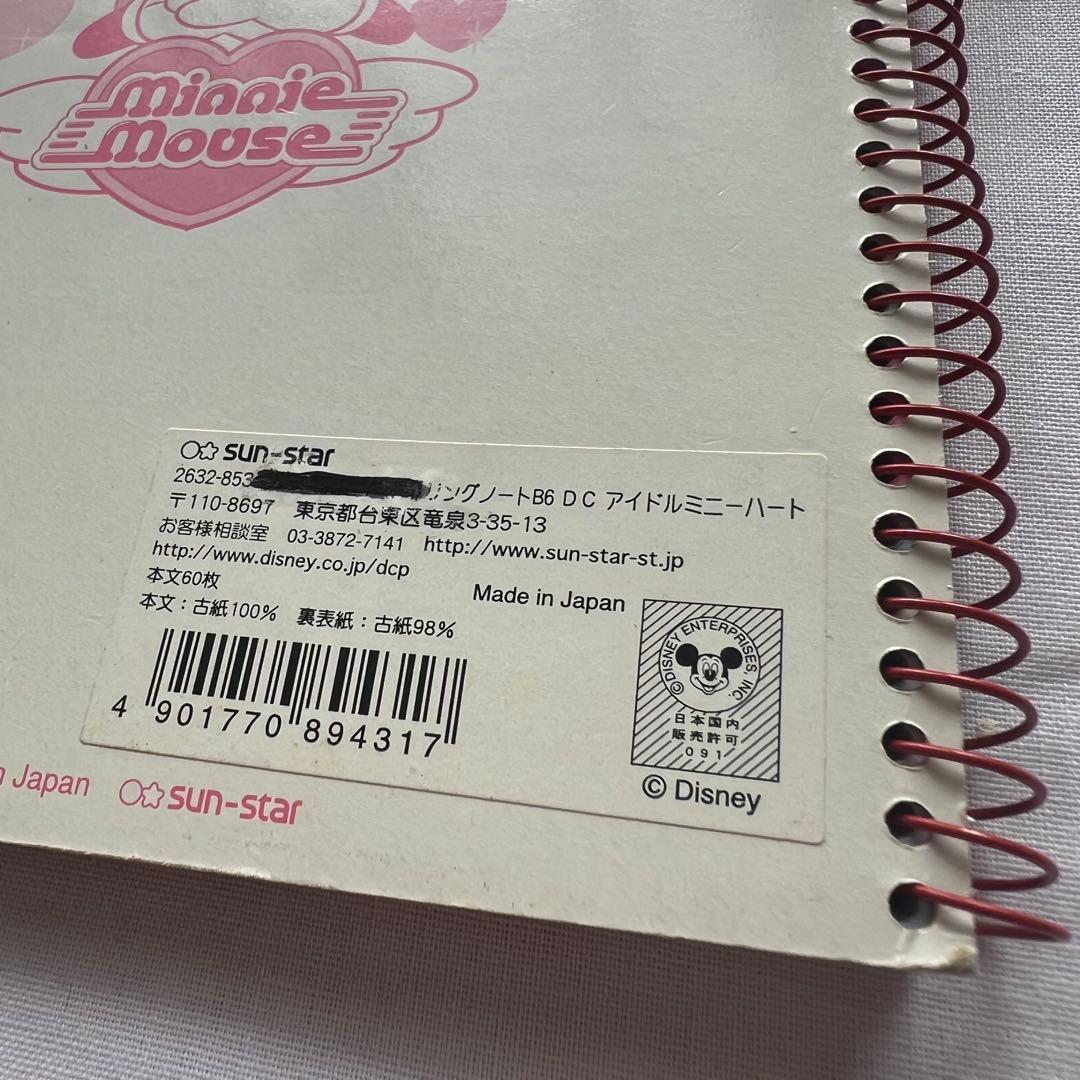 minnie
mouse
sun-star
2632-853 リングノートB6 D C アイドルミニーハート
〒110-8697 東京都台東区竜泉3-35-13
お客様相談室 03-3872-7141 http://www.sun-star-st.jp
http://www.disney.co.jp/dcp
本文60枚
本文：古紙100% 裏表紙：古紙98%
Made in Japan
©DISNEY ENTERPRISES, INC.
日本国内
販売許可
091
4 901770 894317
© Disney
Japan sun-star